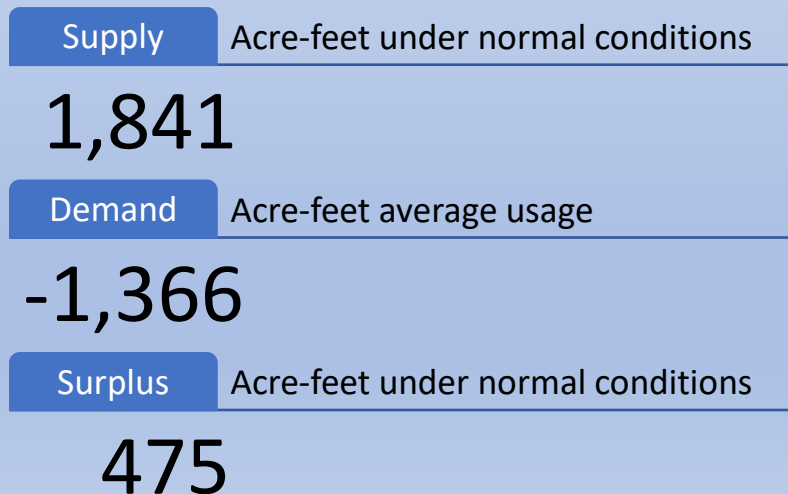 Supply Acre-feet under normal conditions
1,841
Demand Acre-feet average usage
-1,366
Surplus Acre-feet under normal conditions
475